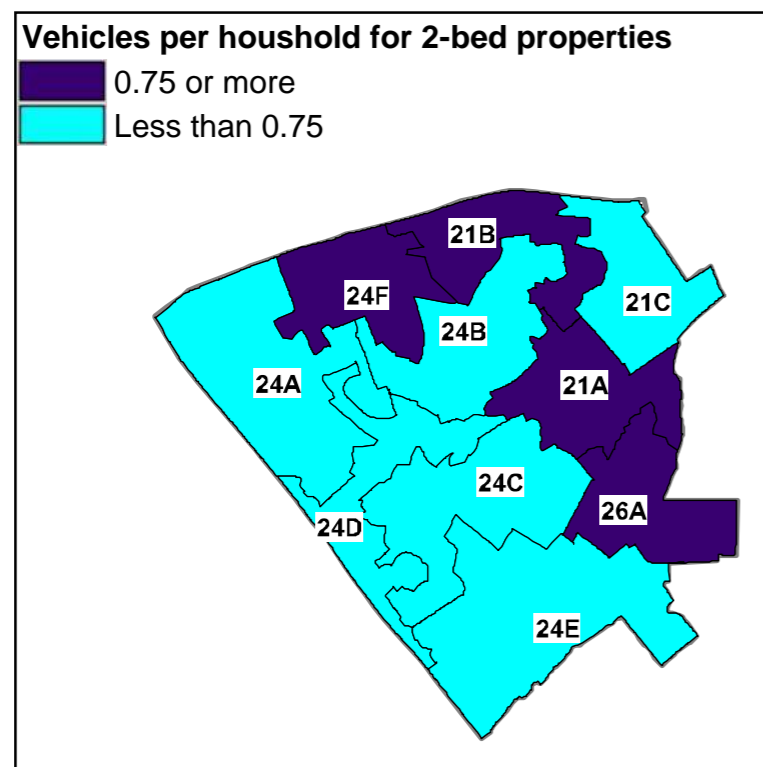 Vehicles per houshold for 2-bed properties
0.75 or more
Less than 0.75
21B
24F
21C
24B
24A
21A
24C
26A
24D
24E